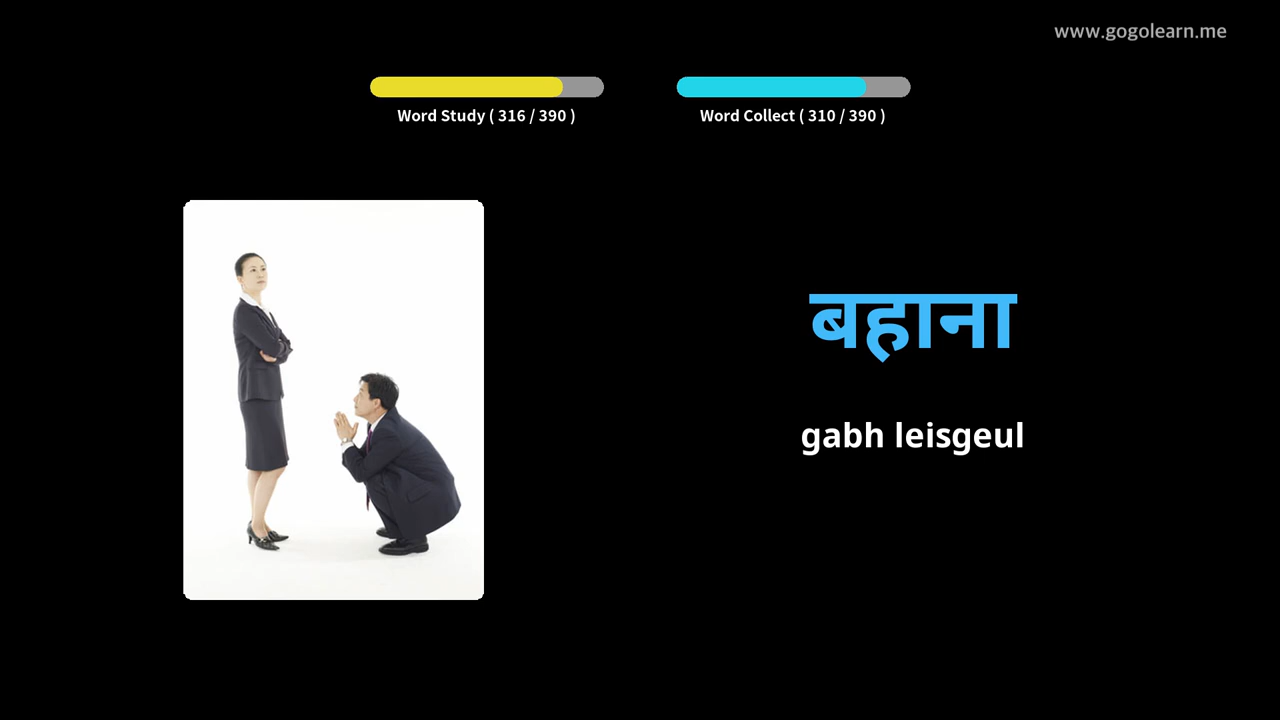 www.gogolearn.me
Word Study ( 316 / 390 )
Word Collect ( 310 / 390 )
बहाना
gabh leisgeul